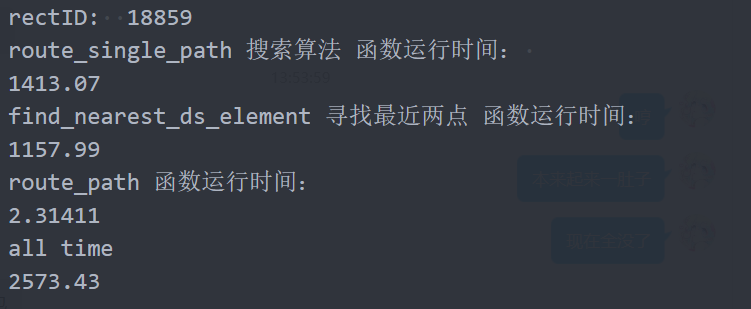 rectID:  18859
route_single_path 搜索算法 函数运行时间：
1413.07
find_nearest_ds_element 寻找最近两点 函数运行时间：
1157.99
route_path 函数运行时间：
2.31411
all time
2573.43